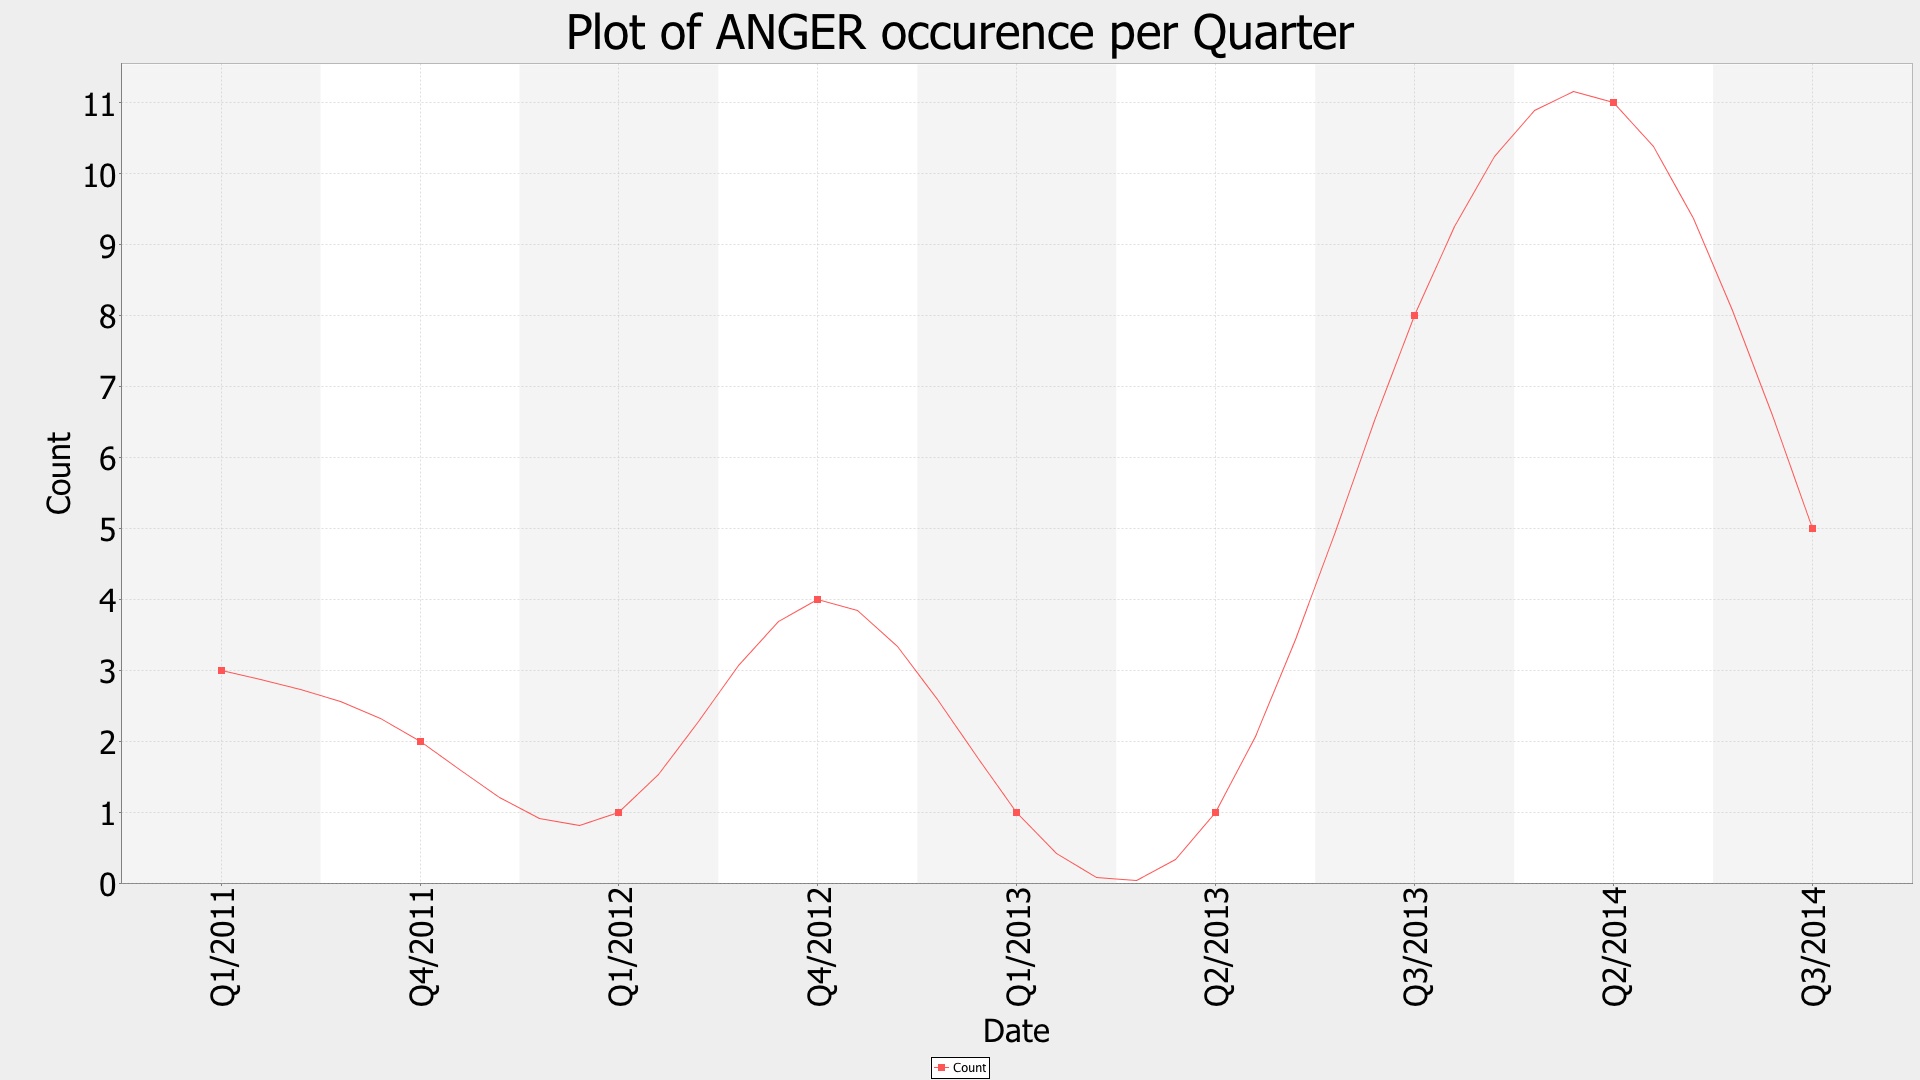 Plot of ANGER occurence per Quarter
Count
11
10
9
8
7
6
5
4
3
2
1
0
Q1/2011
Q4/2011
Q1/2012
Q4/2012
Q1/2013
Q2/2013
Q3/2013
Q2/2014
Q3/2014
Date
Count